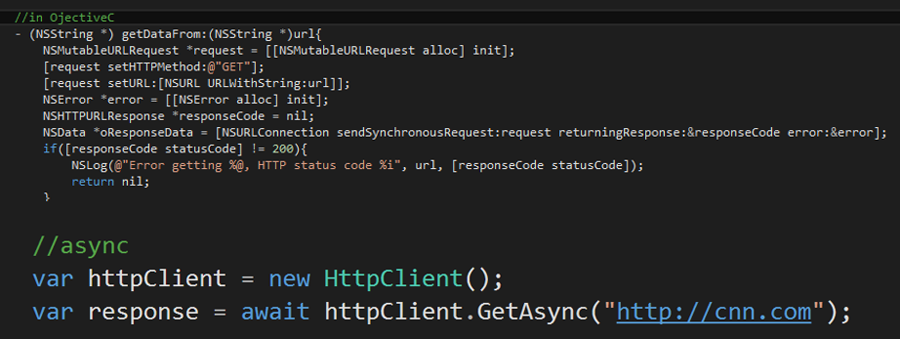 //in OjectiveC
- (NSString *) getDataFrom:(NSString *)url{
NSMutableURLRequest *request = [[NSMutableURLRequest alloc] init];
[request setHTTPMethod:@"GET"];
[request setURL:[NSURL URLWithString:url]];
NSError *error = [[NSError alloc] init];
NSHTTPURLResponse *responseCode = nil;
NSData *oResponseData = [NSURLConnection sendSynchronousRequest:request returningResponse:&responseCode error:&error];
if([responseCode statusCode] != 200){
NSLog(@"Error getting %@, HTTP status code %i", url, [responseCode statusCode]);
return nil;
}
//async
var httpClient = new HttpClient();
var response = await httpClient.GetAsync("http://cnn.com");